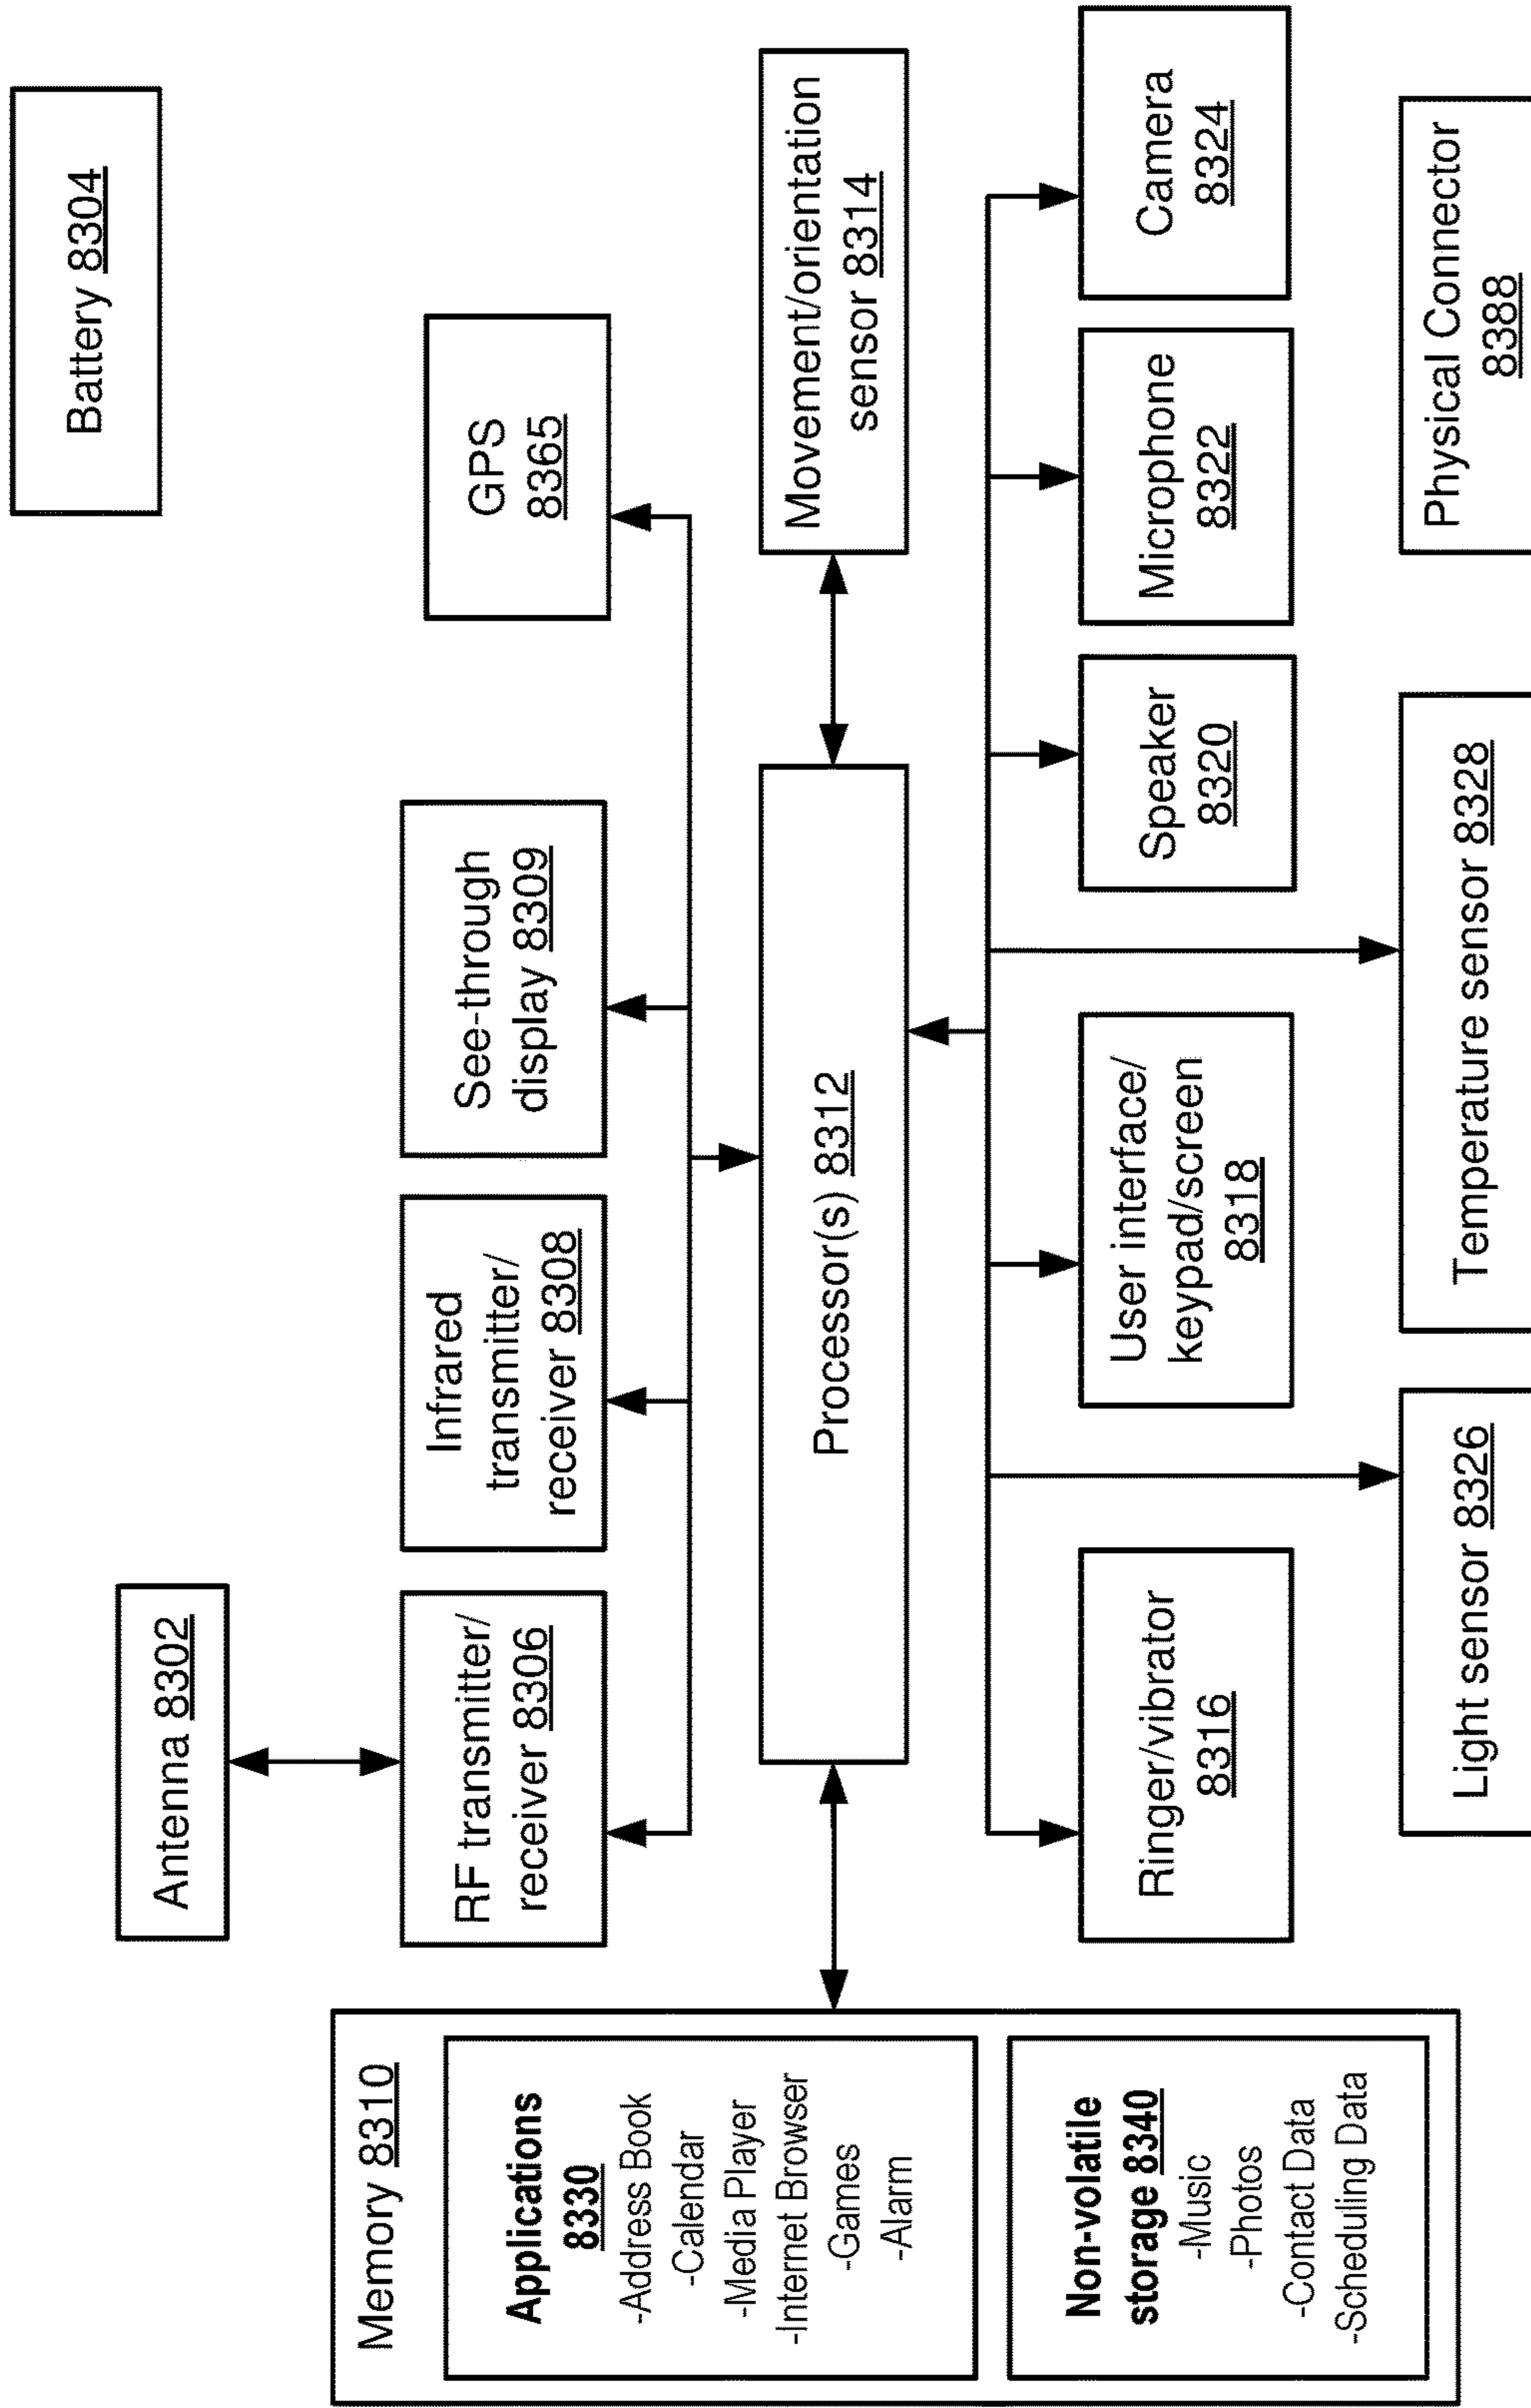 Battery 8304
Antenna 8302
RF transmitter/
receiver 8306
Infrared
transmitter/
receiver 8308
See-through
display 8309
GPS
8365
Memory 8310
Applications
8330
-Address Book
-Calendar
-Media Player
-Internet Browser
-Games
-Alarm
Non-volatile
storage 8340
-Music
-Photos
-Contact Data
-Scheduling Data
Processor(s) 8312
Movement/orientation
sensor 8314
Ringer/vibrator
8316
User interface/
keypad/screen
8318
Speaker
8320
Microphone
8322
Camera
8324
Light sensor 8326
Temperature sensor 8328
Physical Connector
8388